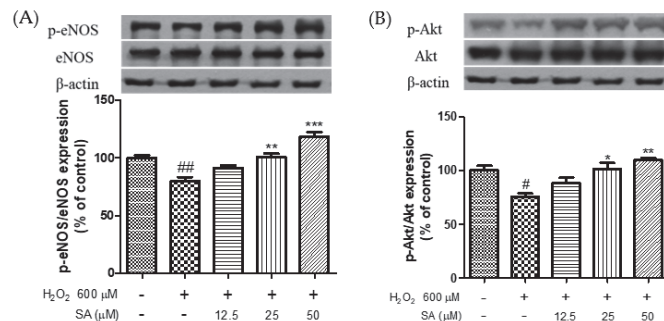 (A)
p-eNOS
eNOS
β-actin
p-eNOS/eNOS expression
(% of control)
150
100
50
0
##
**
***
H₂O₂ 600 μM - + + + +
SA (μM) - - 12.5 25 50
(B)
p-Akt
Akt
β-actin
p-Akt/Akt expression
(% of control)
150
100
50
0
#
*
**
H₂O₂ 600 μM - + + + +
SA (μM) - - 12.5 25 50